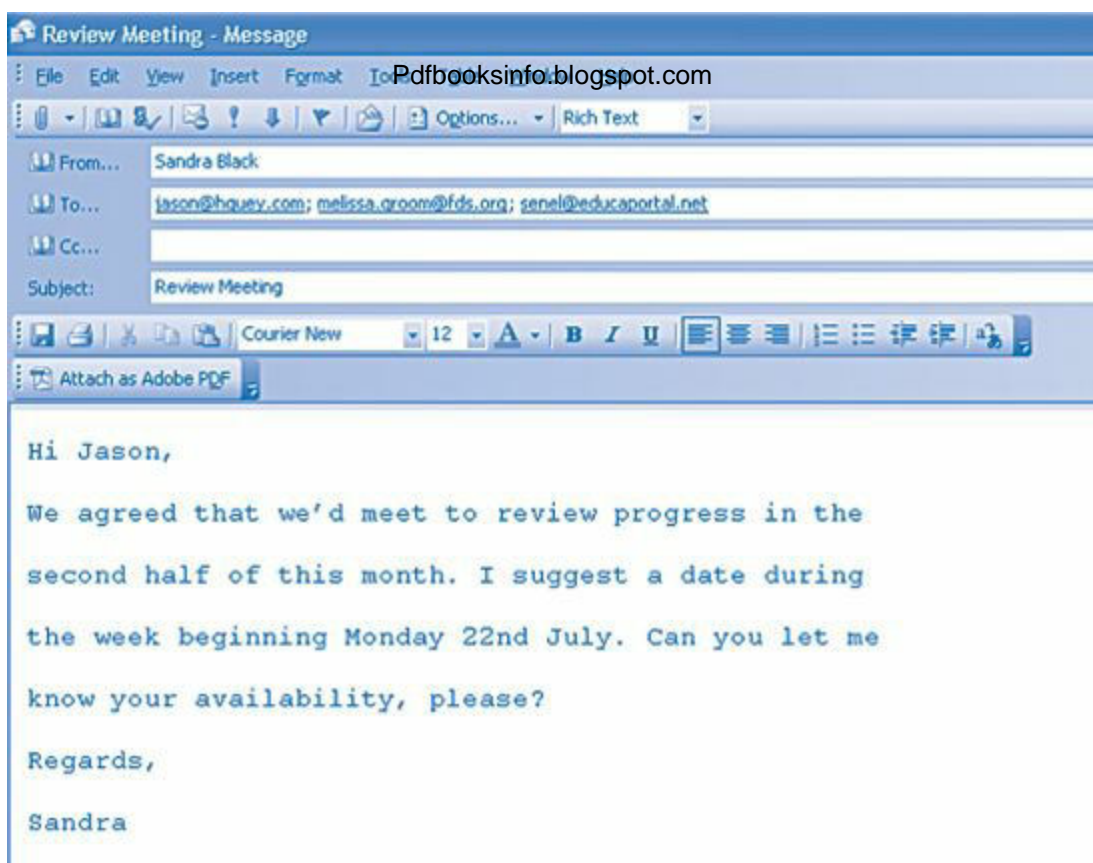 Review Meeting - Message
File Edit View Insert Format Pdfbooksinfo.blogspot.com
Options... Rich Text
From... Sandra Black
To... jason@hquey.com; melissa.groom@fds.org; senel@educaportal.net
Cc...
Subject: Review Meeting
Courier New 12 A B I U
Attach as Adobe PDF
Hi Jason,
We agreed that we'd meet to review progress in the
second half of this month. I suggest a date during
the week beginning Monday 22nd July. Can you let me
know your availability, please?
Regards,
Sandra